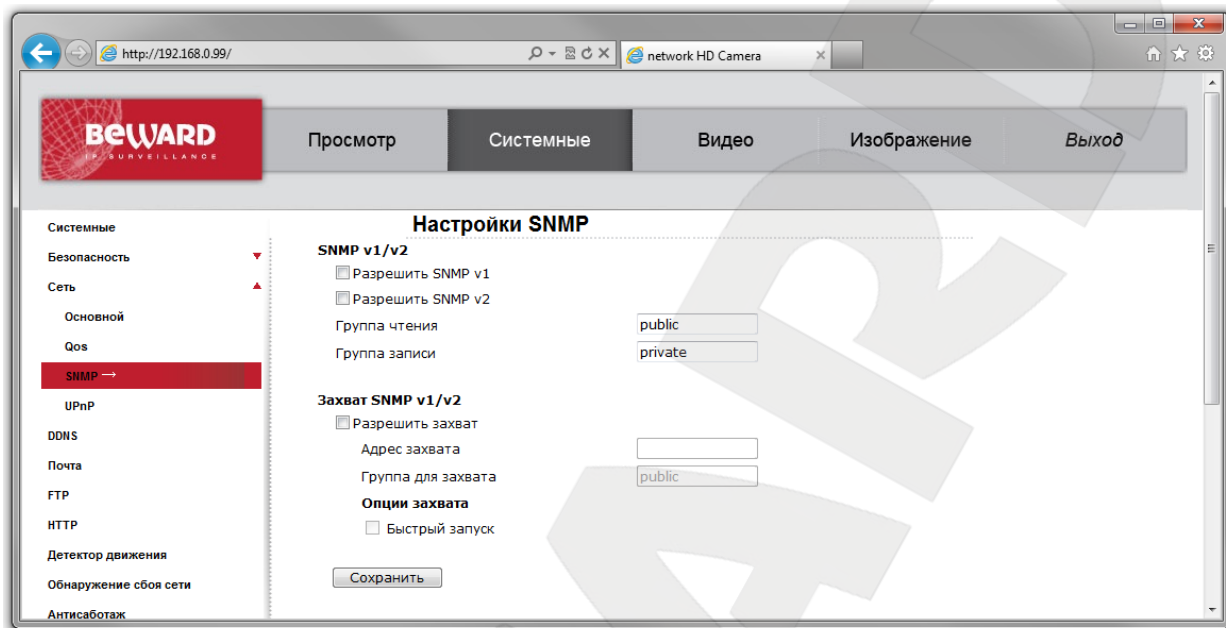 http://192.168.0.99/
network HD Camera
BEWARD
IP SURVEILLANCE
Просмотр
Системные
Видео
Изображение
Выход
Системные
Безопасность
Сеть
Основной
Qos
SNMP →
UPnP
DDNS
Почта
FTP
HTTP
Детектор движения
Обнаружение сбоя сети
Антисаботаж
Настройки SNMP
SNMP v1/v2
Разрешить SNMP v1
Разрешить SNMP v2
Группа чтения
public
Группа записи
private
Захват SNMP v1/v2
Разрешить захват
Адрес захвата
Группа для захвата
public
Опции захвата
Быстрый запуск
Сохранить